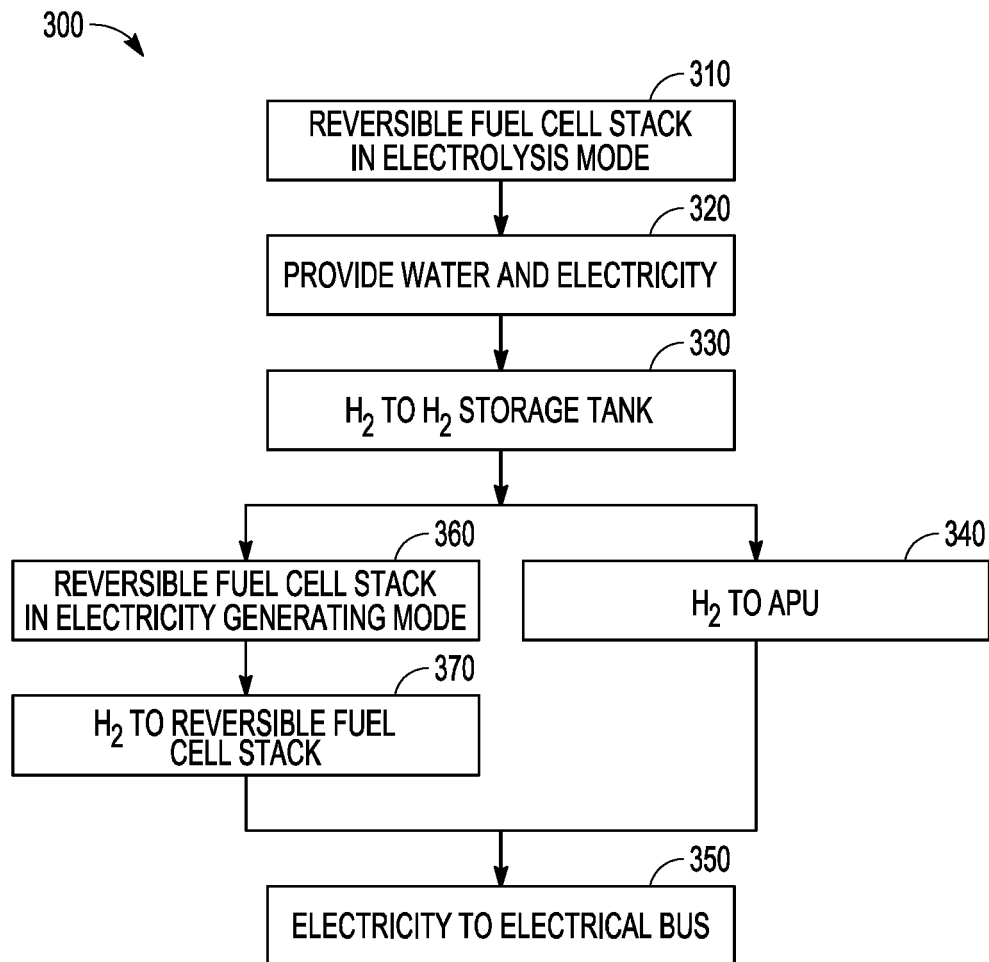 300
310
REVERSIBLE FUEL CELL STACK
IN ELECTROLYSIS MODE
320
PROVIDE WATER AND ELECTRICITY
330
H2 TO H2 STORAGE TANK
360
REVERSIBLE FUEL CELL STACK
IN ELECTRICITY GENERATING MODE
340
H2 TO APU
370
H2 TO REVERSIBLE FUEL
CELL STACK
350
ELECTRICITY TO ELECTRICAL BUS